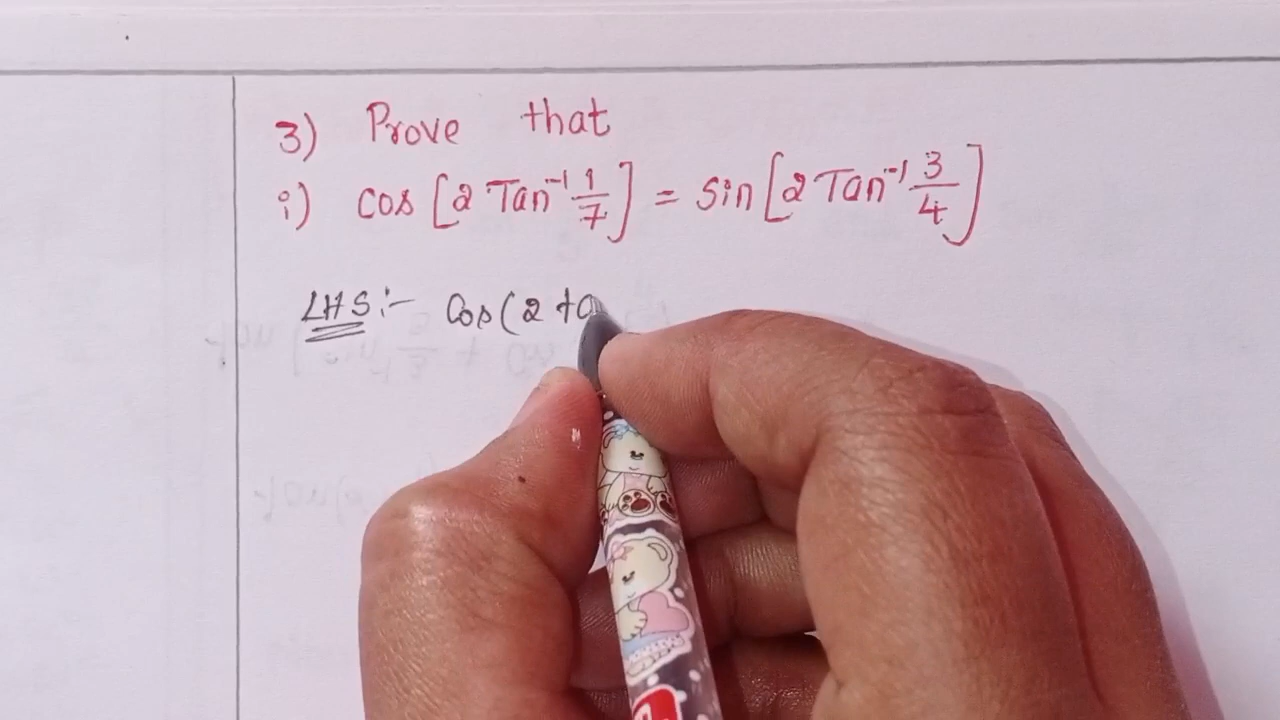 3) Prove that
i) cos [2 Tan⁻¹ 1/7] = sin [2 Tan⁻¹ 3/4]
LHS:- Cos(2 ta